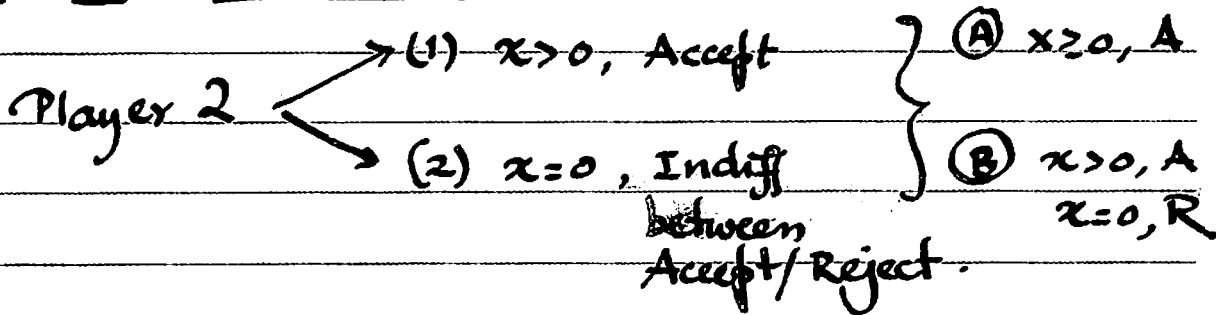 (1) x>0, Accept
Player 2
(2) x=0, Indiff
between
Accept/Reject.
Ⓐ x≥0, A
Ⓑ x>0, A
x=0, R